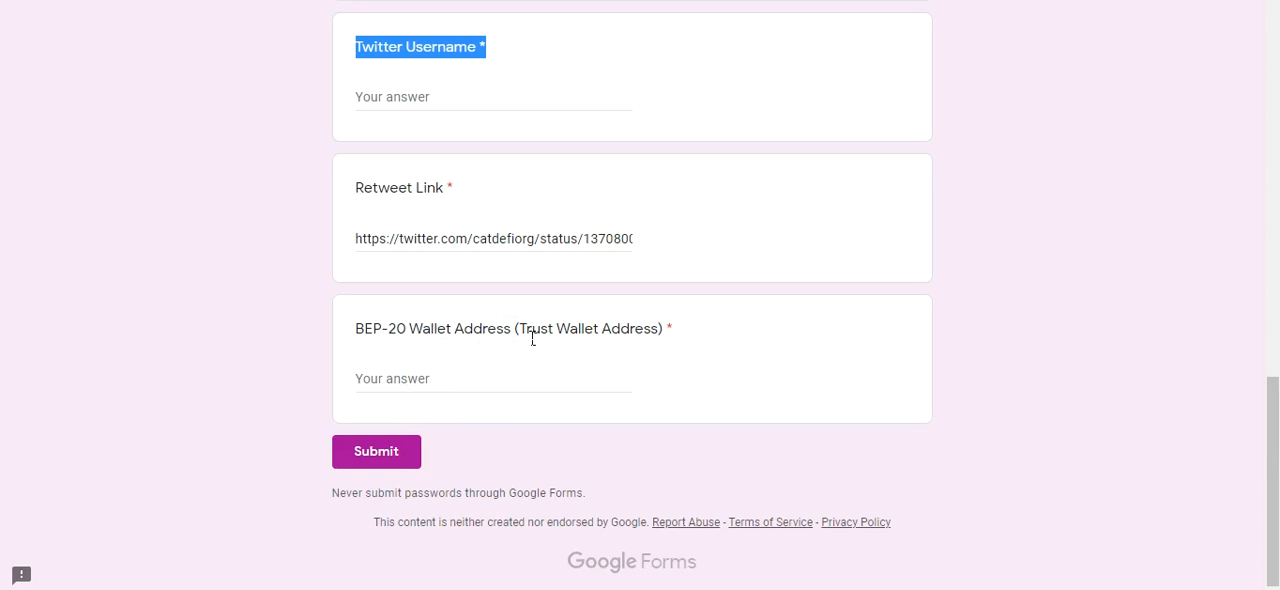 Twitter Username *
Your answer
Retweet Link *
https://twitter.com/catdefiorg/status/137080
BEP-20 Wallet Address (Trust Wallet Address) *
Your answer
Submit
Never submit passwords through Google Forms.
This content is neither created nor endorsed by Google. Report Abuse - Terms of Service - Privacy Policy
Google Forms